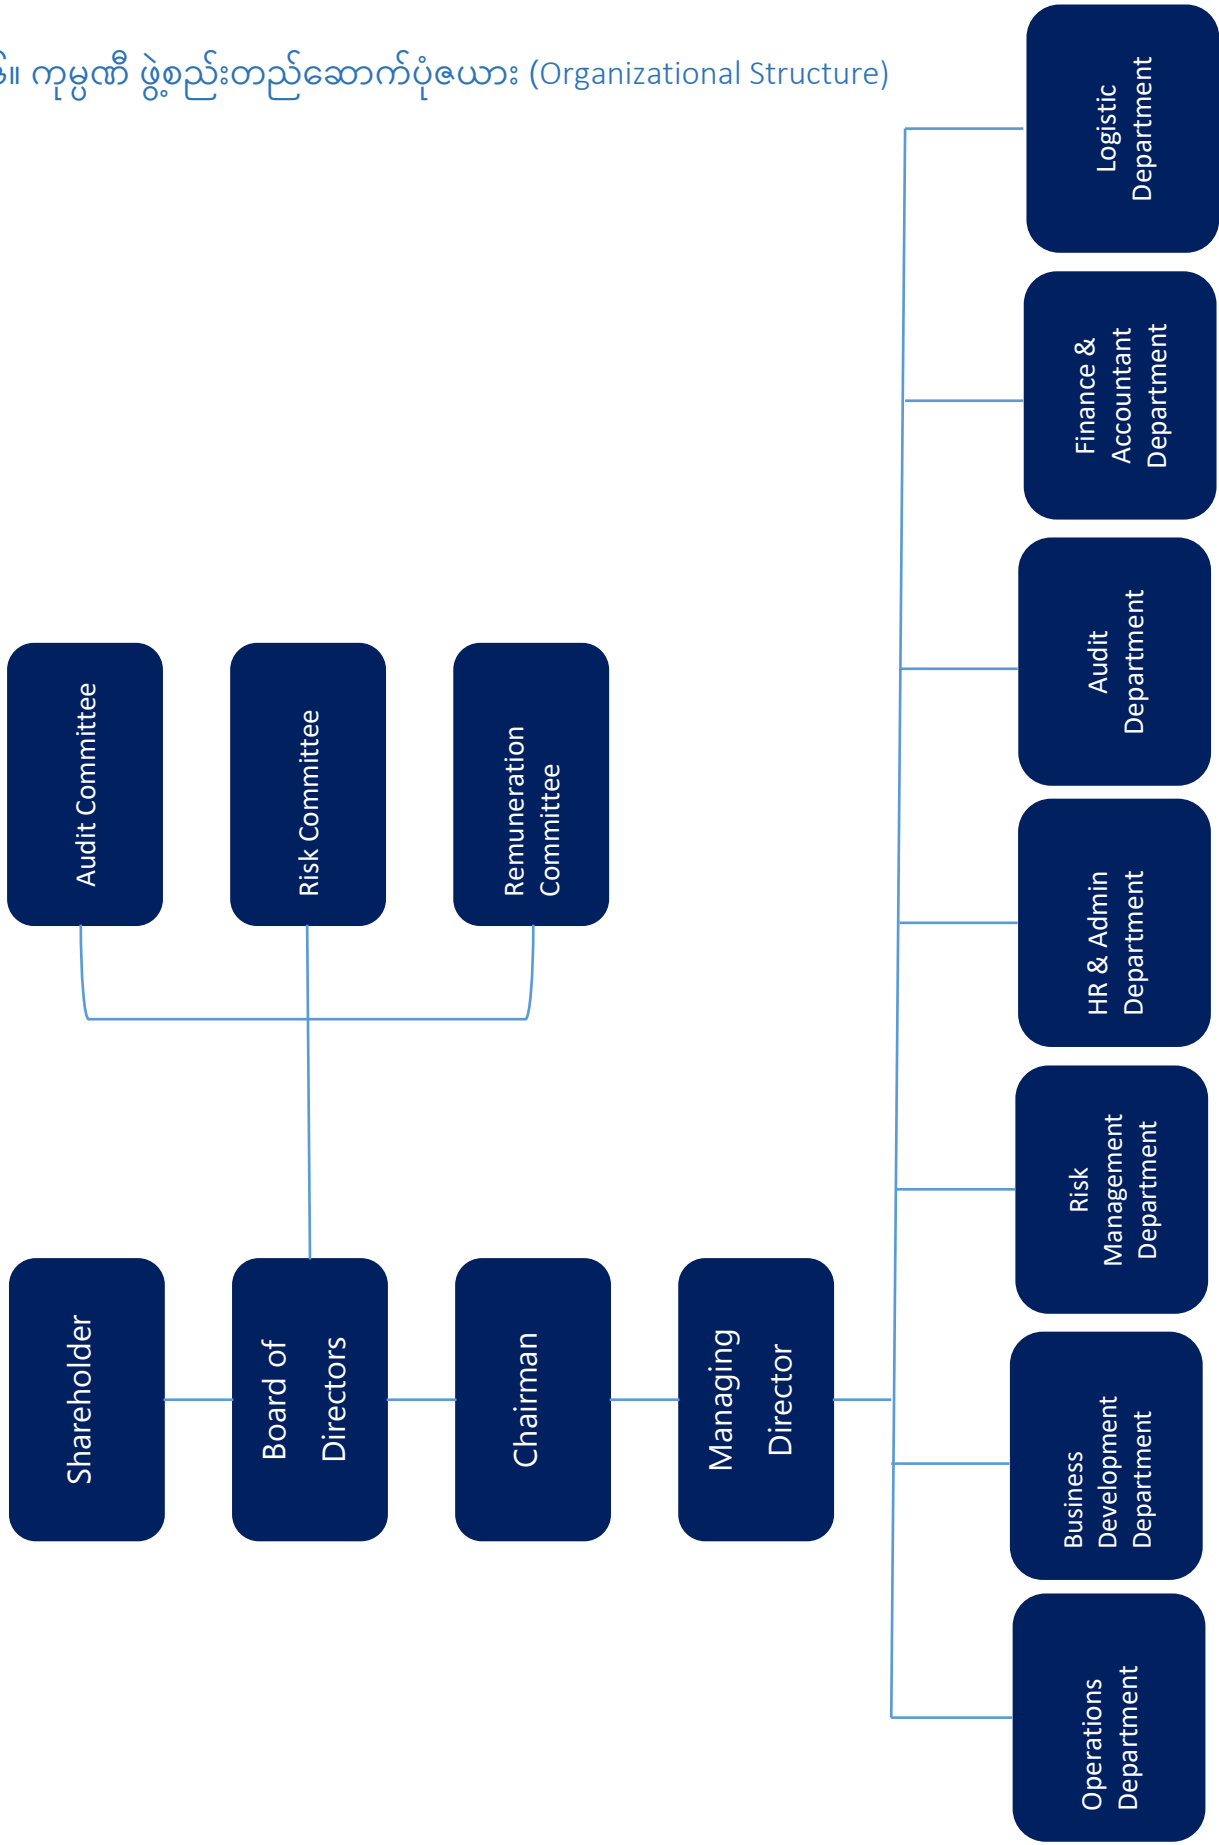 ကုမ္ပဏီ ဖွဲ့စည်းတည်ဆောက်ပုံဇယား (Organizational Structure)
Shareholder
Board of
Directors
Chairman
Managing
Director
Audit Committee
Risk Committee
Remuneration
Committee
Operations
Department
Business
Development
Department
Risk
Management
Department
HR & Admin
Department
Audit
Department
Finance &
Accountant
Department
Logistic
Department